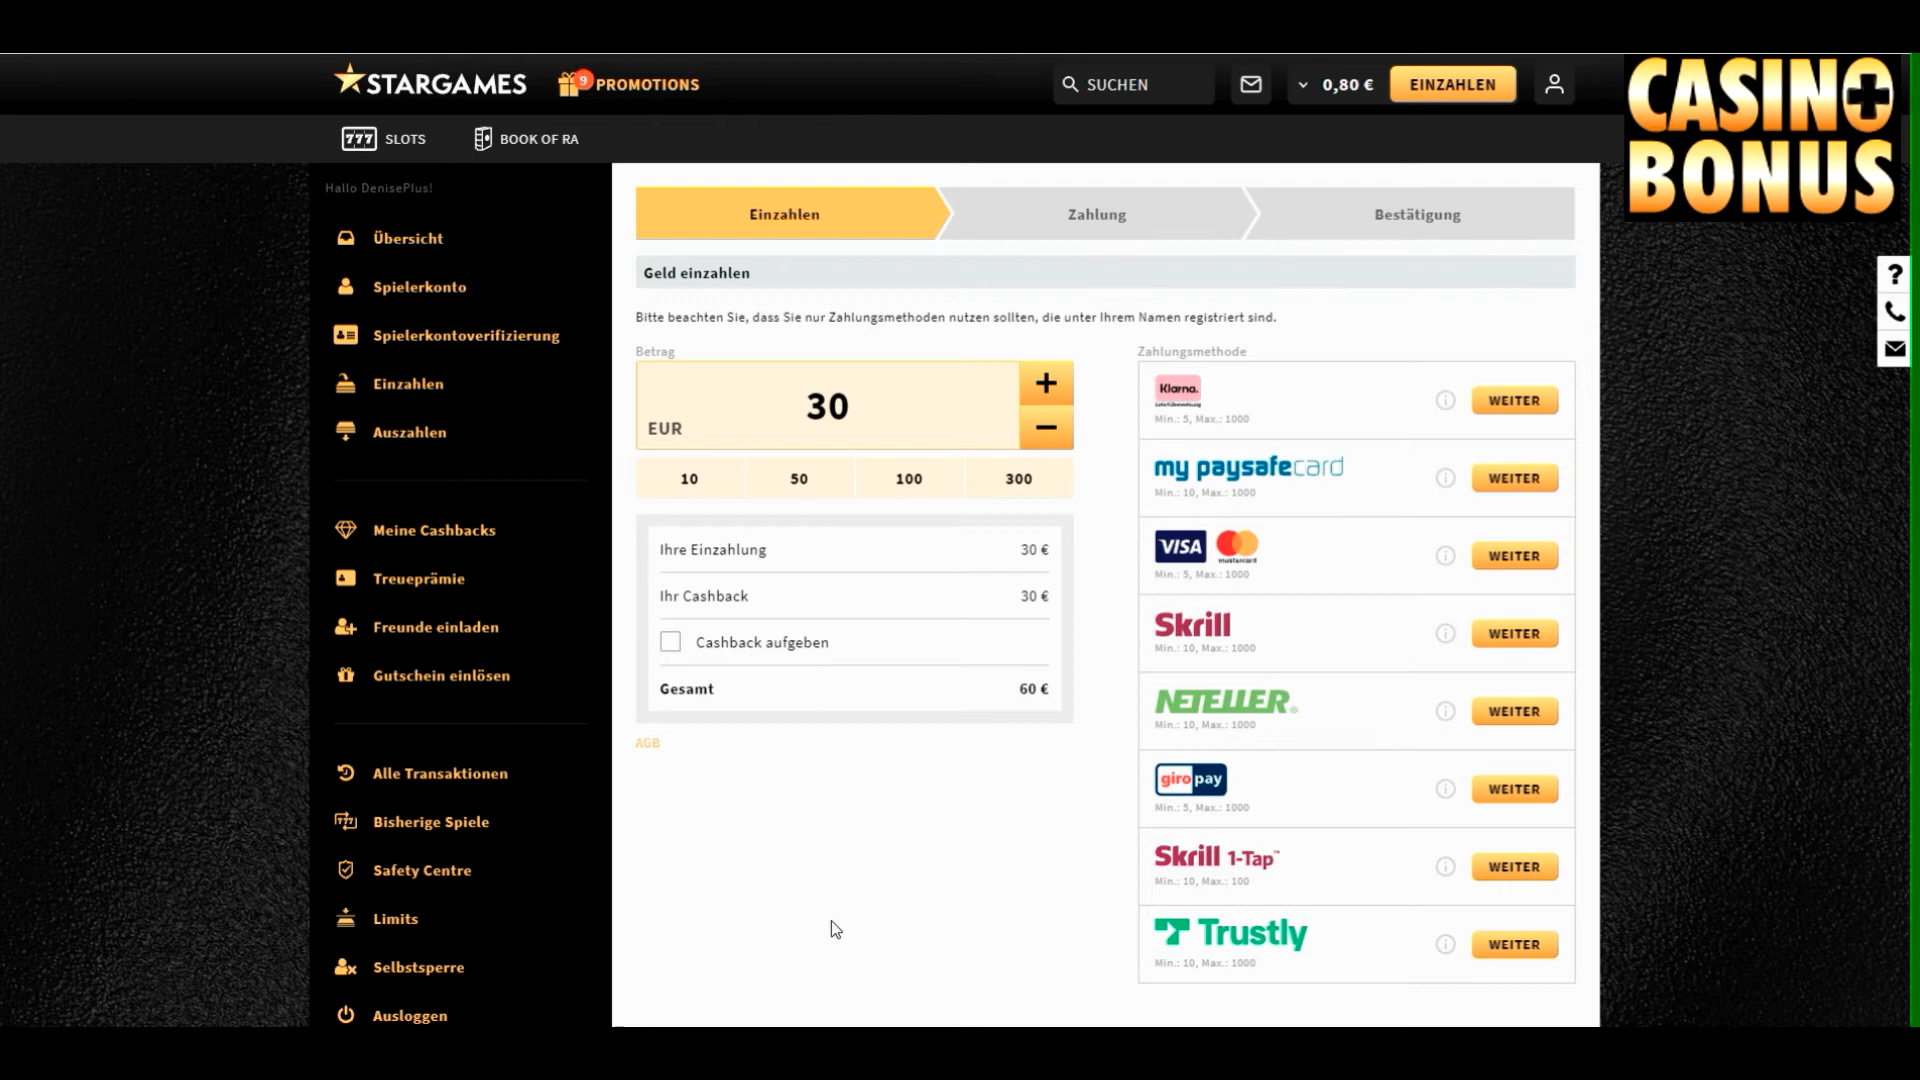 STARGAMES
9 PROMOTIONS
SUCHEN
0,80 €
EINZAHLEN
CASINO
BONUS
777 SLOTS
BOOK OF RA
Hallo DenisePlus!
Übersicht
Spielerkonto
Spielerkontoverifizierung
Einzahlen
Auszahlen
Meine Cashbacks
Treueprämie
Freunde einladen
Gutschein einlösen
Alle Transaktionen
Bisherige Spiele
Safety Centre
Limits
Selbstsperre
Ausloggen
Einzahlen
Zahlung
Bestätigung
Geld einzahlen
Bitte beachten Sie, dass Sie nur Zahlungsmethoden nutzen sollten, die unter Ihrem Namen registriert sind.
Betrag
30
EUR
+
−
10 50 100 300
Ihre Einzahlung 30 €
Ihr Cashback 30 €
Cashback aufgeben
Gesamt 60 €
AGB
Zahlungsmethode
Klarna.
Min.: 5, Max.: 1000
WEITER
my paysafecard
Min.: 10, Max.: 1000
WEITER
VISA mastercard
Min.: 5, Max.: 1000
WEITER
Skrill
Min.: 10, Max.: 1000
WEITER
NETELLER
Min.: 10, Max.: 1000
WEITER
giropay
Min.: 5, Max.: 1000
WEITER
Skrill 1-Tap™
Min.: 10, Max.: 100
WEITER
Trustly
Min.: 10, Max.: 1000
WEITER
?